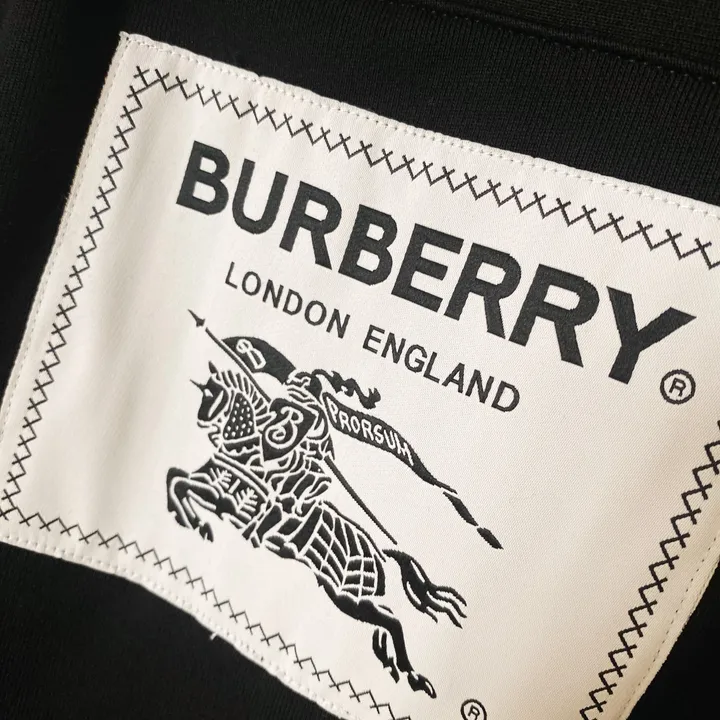 BURBERRY®
LONDON ENGLAND
B
PRORSUM
B
®